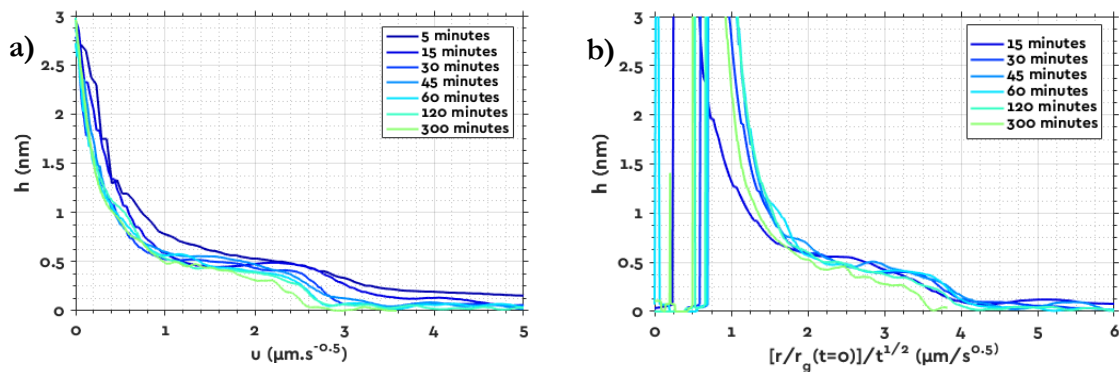 a)
h (nm)
3
2.5
2
1.5
1
0.5
0
0 1 2 3 4 5
υ (μm.s-0.5)
5 minutes
15 minutes
30 minutes
45 minutes
60 minutes
120 minutes
300 minutes
b)
h (nm)
3
2.5
2
1.5
1
0.5
0
0 1 2 3 4 5 6
[r/rg(t=0)]/t1/2 (μm/s0.5)
15 minutes
30 minutes
45 minutes
60 minutes
120 minutes
300 minutes